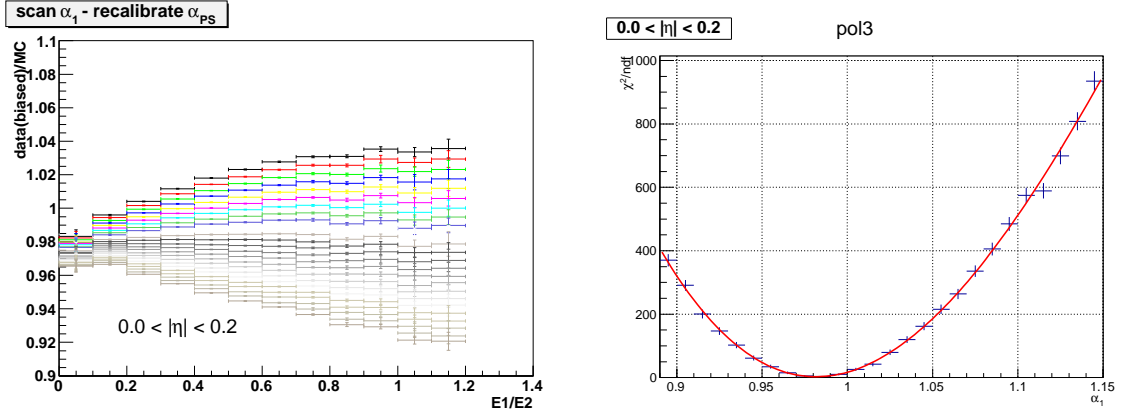 scan α₁ - recalibrate α_PS
data(biased)/MC
1.1
1.08
1.06
1.04
1.02
1
0.98
0.96
0.94
0.92
0.9
0.0 < |η| < 0.2
0 0.2 0.4 0.6 0.8 1 1.2 1.4
E1/E2
0.0 < |η| < 0.2
pol3
χ²/ndf
1000
800
600
400
200
0
0.9 0.95 1.00 1.05 1.1 1.15
α₁